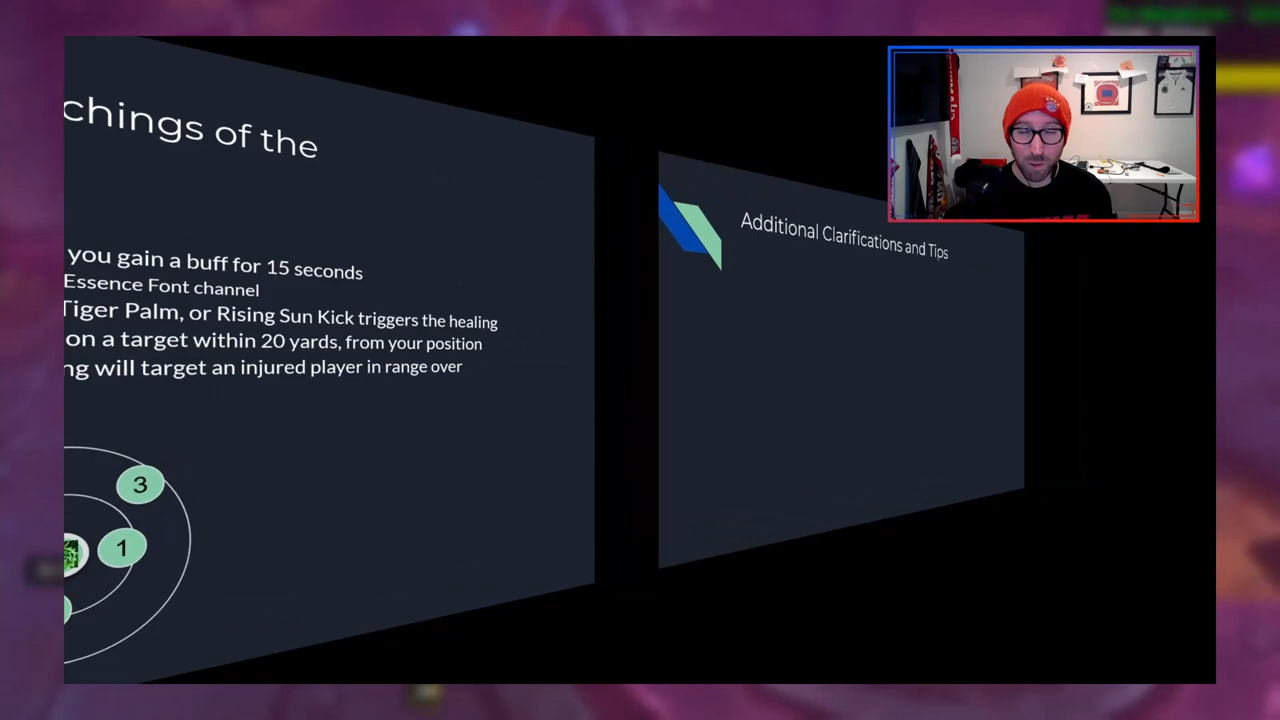 chings of the
you gain a buff for 15 seconds
Essence Font channel
Tiger Palm, or Rising Sun Kick triggers the healing
on a target within 20 yards, from your position
ng will target an injured player in range over
3
1
Additional Clarifications and Tips